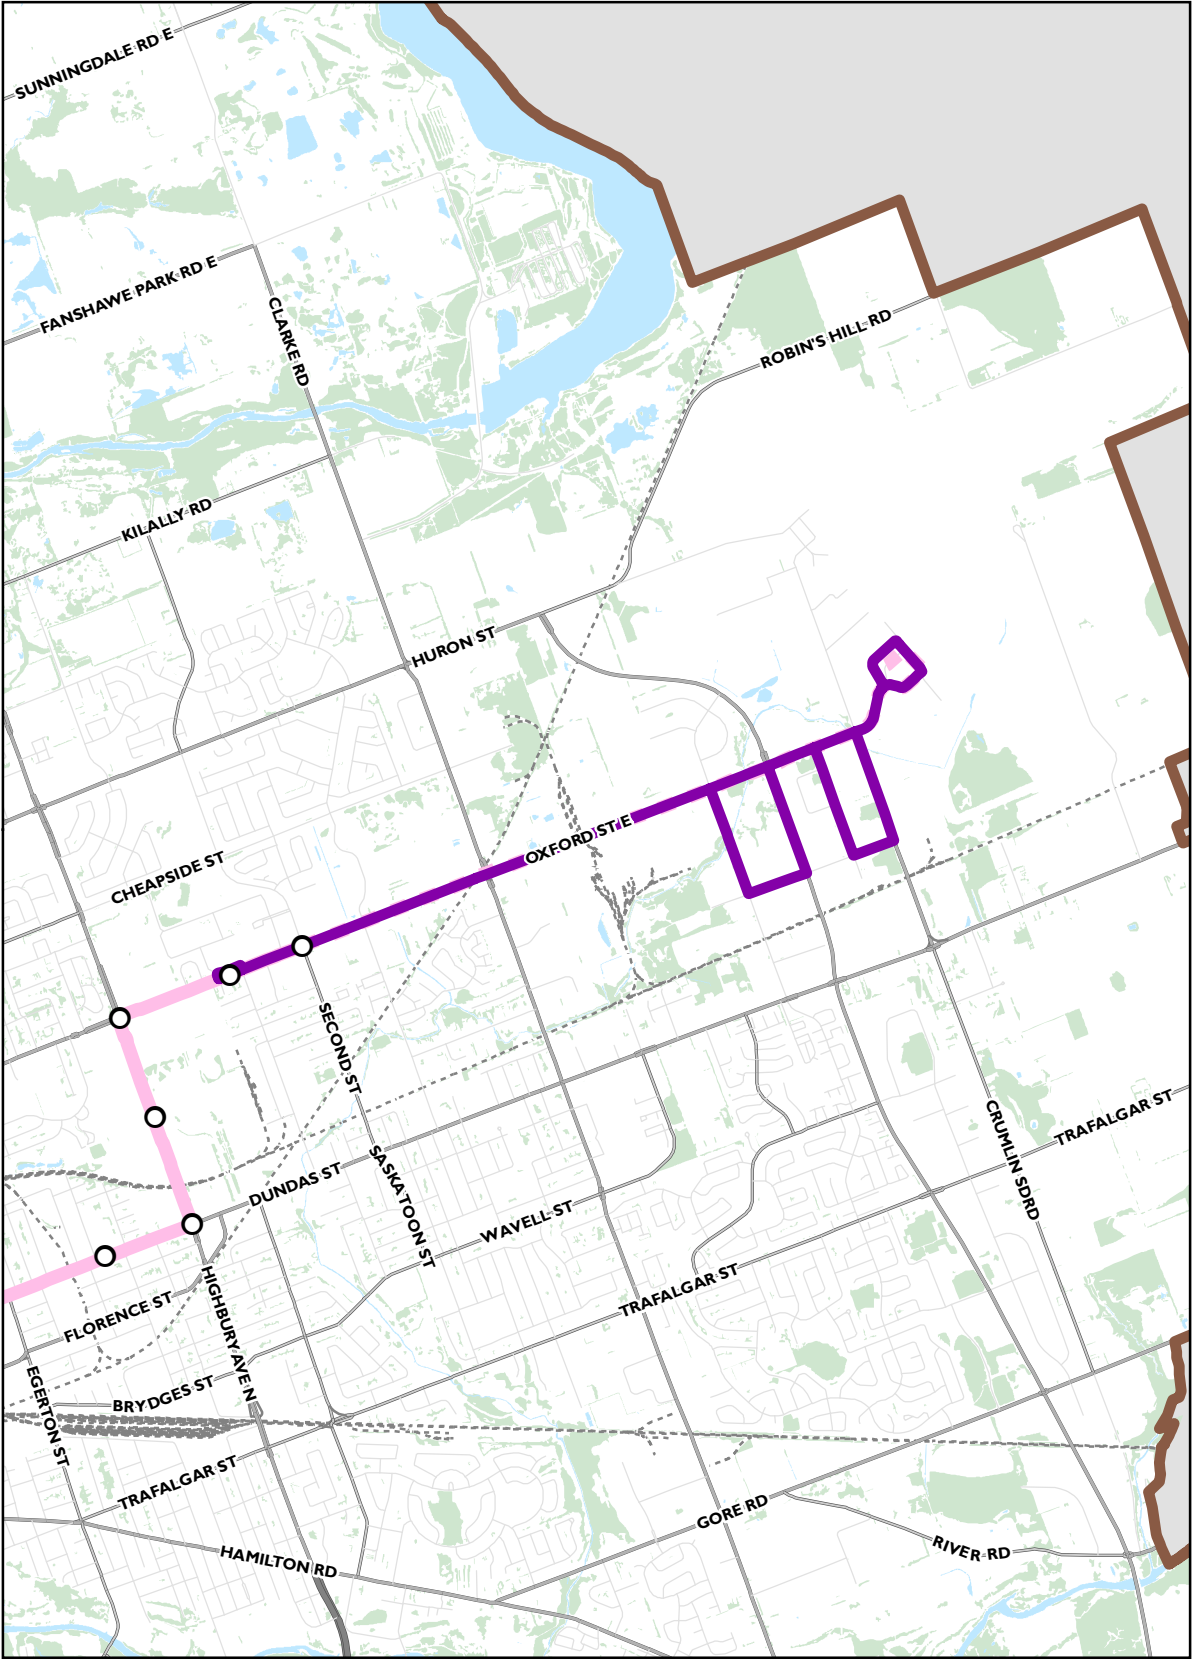 SUNNINGDALE RD E
FANSHAWE PARK RD E
CLARKE RD
ROBIN'S HILL RD
KILALLY RD
HURON ST
OXFORD ST E
CHEAPSIDE ST
SECOND ST
CRUMLIN SDRD
TRAFALGAR ST
DUNDAS ST
SASKATOON ST
WAVELL ST
TRAFALGAR ST
FLORENCE ST
HIGHBURY AVE N
EGERTON ST
BRYDGES ST
TRAFALGAR ST
GORE RD
RIVER RD
HAMILTON RD